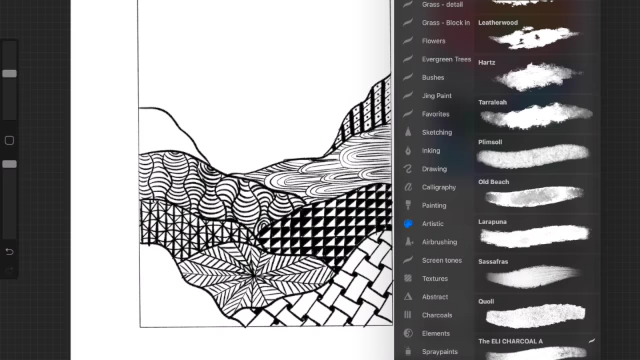 Grass - detail
Grass - Block in
Flowers
Evergreen Trees
Bushes
Jing Paint
Favorites
Sketching
Inking
Drawing
Calligraphy
Painting
Artistic
Airbrushing
Screen tones
Textures
Abstract
Charcoals
Elements
Spraypaints
Leatherwood
Hartz
Tarraleah
Plimsoll
Old Beach
Larapuna
Sassafras
Quoll
The ELI CHARCOAL A